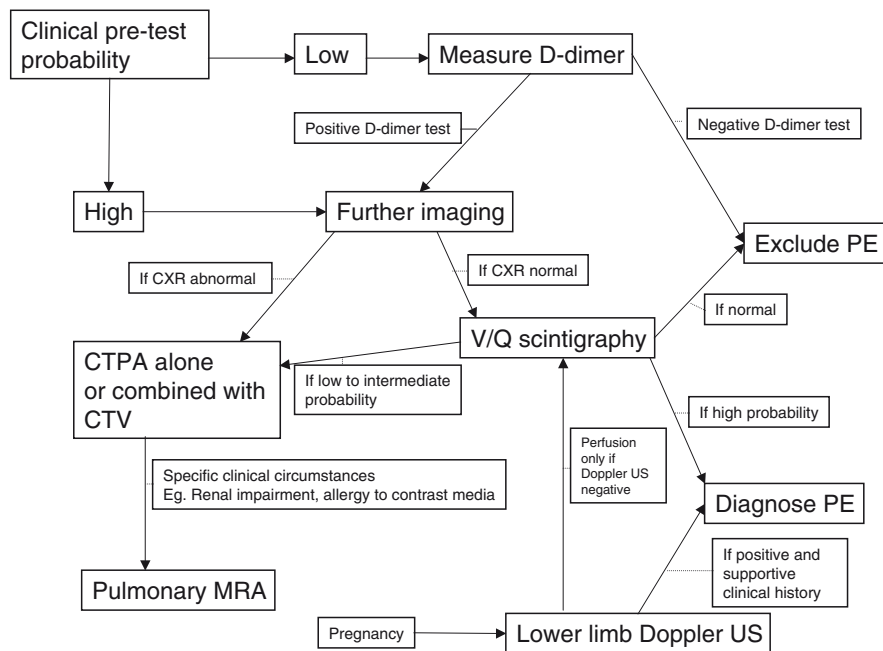 Clinical pre-test
probability
Low
Measure D-dimer
Positive D-dimer test
Negative D-dimer test
High
Further imaging
Exclude PE
If CXR abnormal
If CXR normal
If normal
V/Q scintigraphy
CTPA alone
or combined with
CTV
If low to intermediate
probability
If high probability
Perfusion
only if
Doppler US
negative
Specific clinical circumstances
Eg. Renal impairment, allergy to contrast media
Diagnose PE
If positive and
supportive
clinical history
Pulmonary MRA
Pregnancy
Lower limb Doppler US